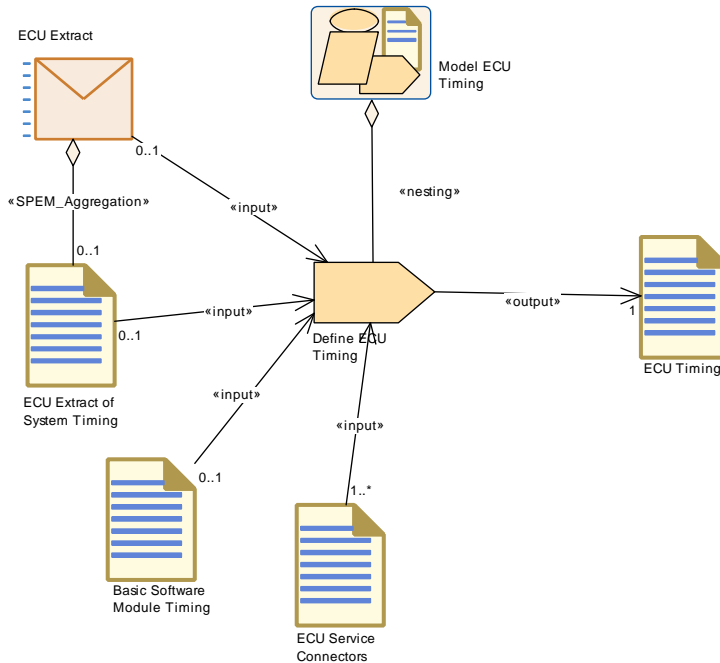 ECU Extract
Model ECU
Timing
0..1
«SPEM_Aggregation»
«nesting»
«input»
0..1
«input»
0..1
«output»
1
Define ECU
Timing
ECU Timing
ECU Extract of
System Timing
«input»
«input»
0..1
1..*
Basic Software
Module Timing
ECU Service
Connectors